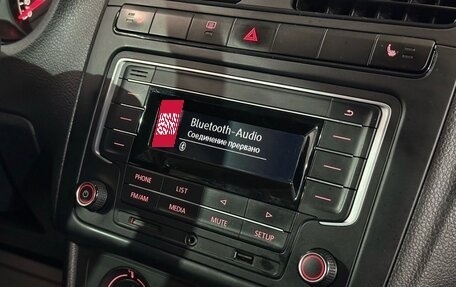 Bluetooth-Audio
Соединение прервано
PHONE
LIST
FM/AM
MEDIA
MUTE
SETUP